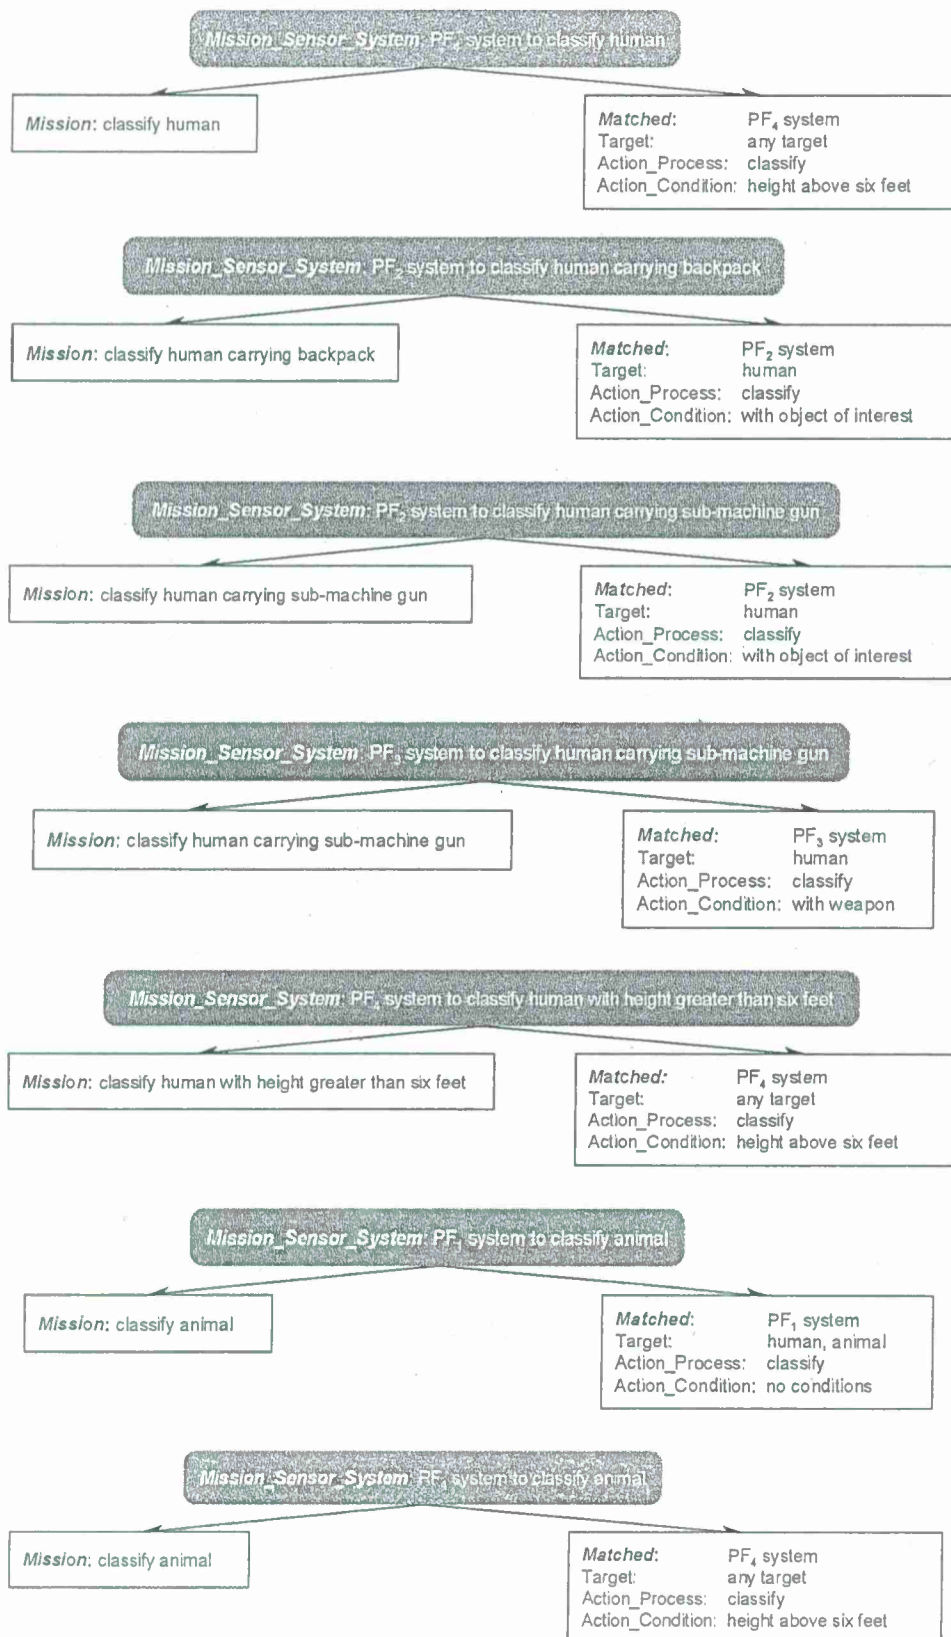 Mission_Sensor_System: PF₄ system to classify human
Mission: classify human
Matched: PF₄ system
Target: any target
Action_Process: classify
Action_Condition: height above six feet
Mission_Sensor_System: PF₂ system to classify human carrying backpack
Mission: classify human carrying backpack
Matched: PF₂ system
Target: human
Action_Process: classify
Action_Condition: with object of interest
Mission_Sensor_System: PF₂ system to classify human carrying sub-machine gun
Mission: classify human carrying sub-machine gun
Matched: PF₂ system
Target: human
Action_Process: classify
Action_Condition: with object of interest
Mission_Sensor_System: PF₃ system to classify human carrying sub-machine gun
Mission: classify human carrying sub-machine gun
Matched: PF₃ system
Target: human
Action_Process: classify
Action_Condition: with weapon
Mission_Sensor_System: PF₄ system to classify human with height greater than six feet
Mission: classify human with height greater than six feet
Matched: PF₄ system
Target: any target
Action_Process: classify
Action_Condition: height above six feet
Mission_Sensor_System: PF₁ system to classify animal
Mission: classify animal
Matched: PF₁ system
Target: human, animal
Action_Process: classify
Action_Condition: no conditions
Mission_Sensor_System: system to classify animal
Mission: classify animal
Matched: PF₄ system
Target: any target
Action_Process: classify
Action_Condition: height above six feet